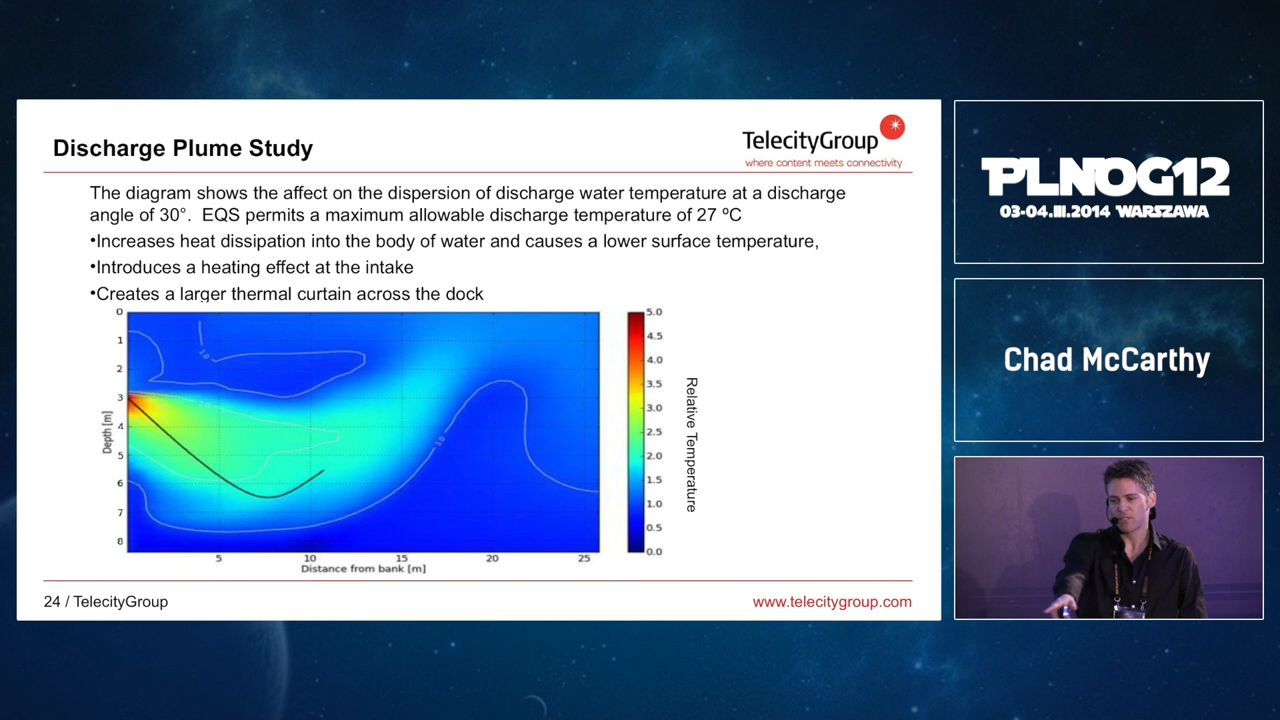 Discharge Plume Study
TelecityGroup
where content meets connectivity
The diagram shows the affect on the dispersion of discharge water temperature at a discharge
angle of 30°. EQS permits a maximum allowable discharge temperature of 27 ºC
•Increases heat dissipation into the body of water and causes a lower surface temperature,
•Introduces a heating effect at the intake
•Creates a larger thermal curtain across the dock
0
1
2
3
4
5
6
7
8
Depth [m]
1.0
1.0
5
10
15
20
25
Distance from bank [m]
5.0
4.5
4.0
3.5
3.0
2.5
2.0
1.5
1.0
0.5
0.0
Relative Temperature
24 / TelecityGroup
www.telecitygroup.com
PLNOG12
03-04.III.2014 WARSZAWA
Chad McCarthy